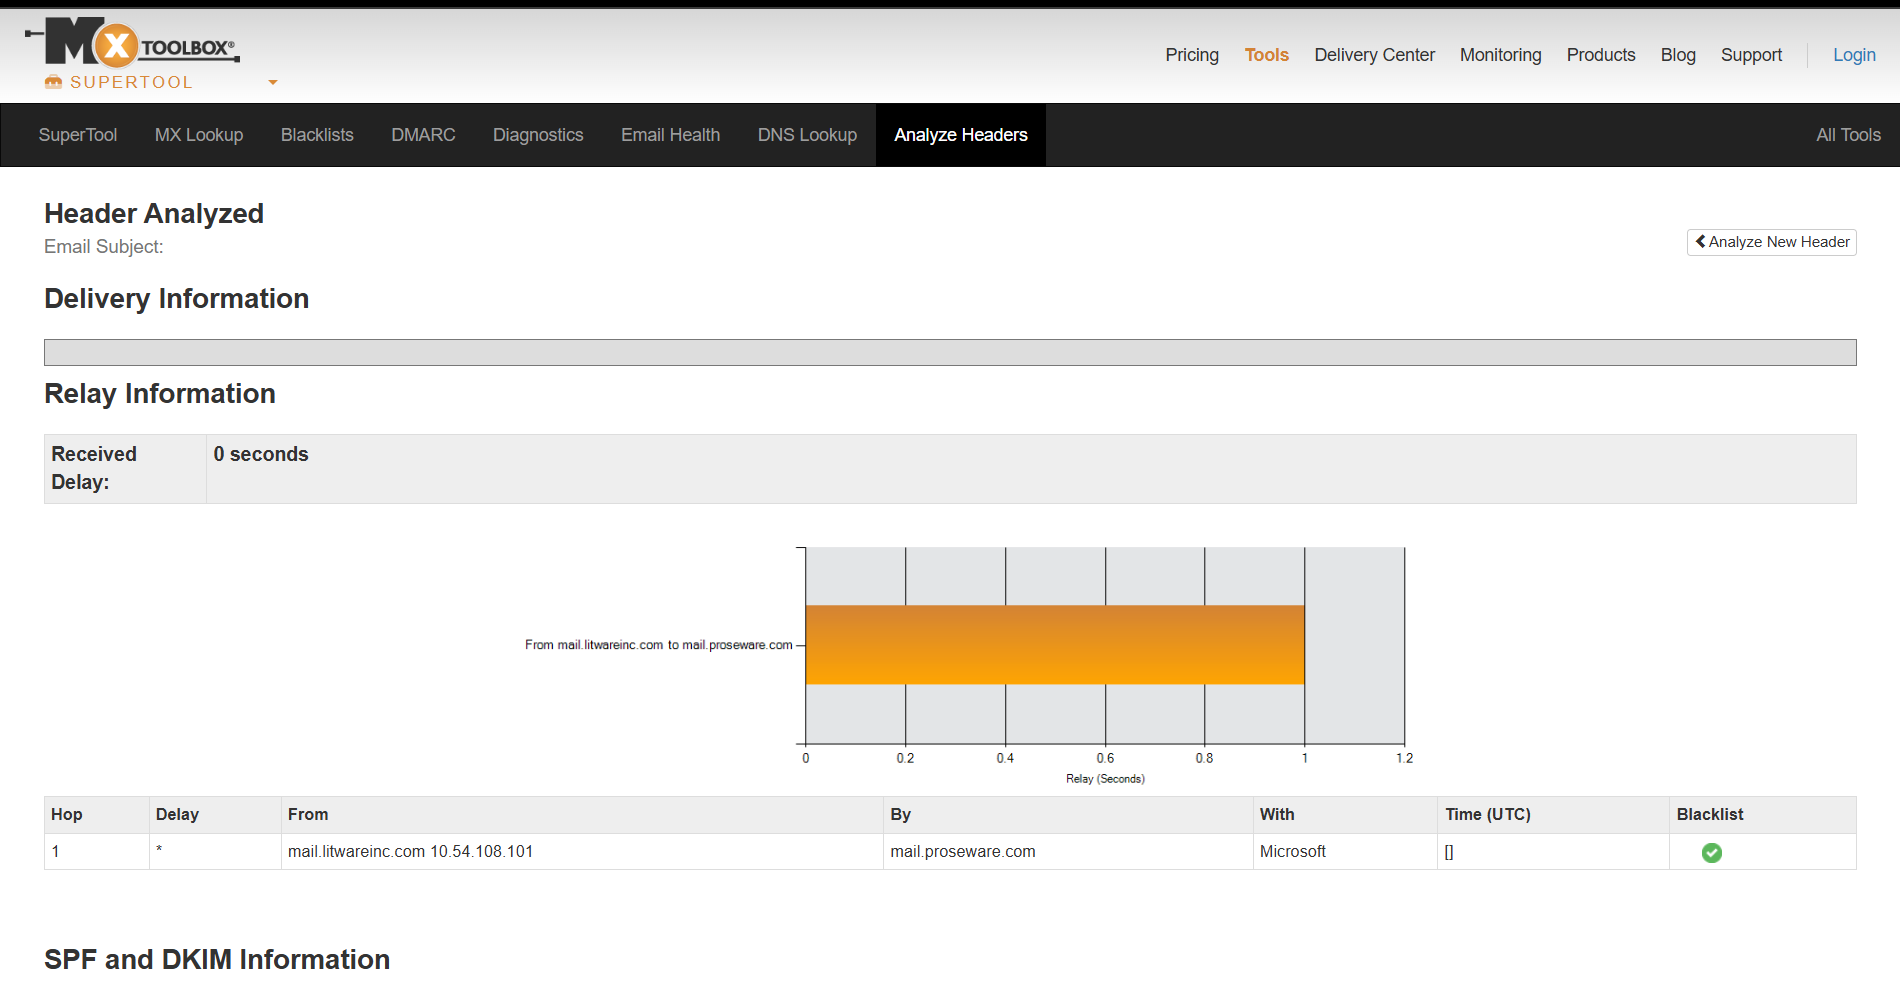 MX TOOLBOX®
SUPERTOOL
Pricing Tools Delivery Center Monitoring Products Blog Support Login
SuperTool MX Lookup Blacklists DMARC Diagnostics Email Health DNS Lookup Analyze Headers All Tools
Header Analyzed
Email Subject:
Analyze New Header
Delivery Information
Relay Information
Received Delay: 0 seconds
From mail.litwareinc.com to mail.proseware.com
0 0.2 0.4 0.6 0.8 1 1.2
Relay (Seconds)
Hop Delay From By With Time (UTC) Blacklist
1 * mail.litwareinc.com 10.54.108.101 mail.proseware.com Microsoft []
SPF and DKIM Information